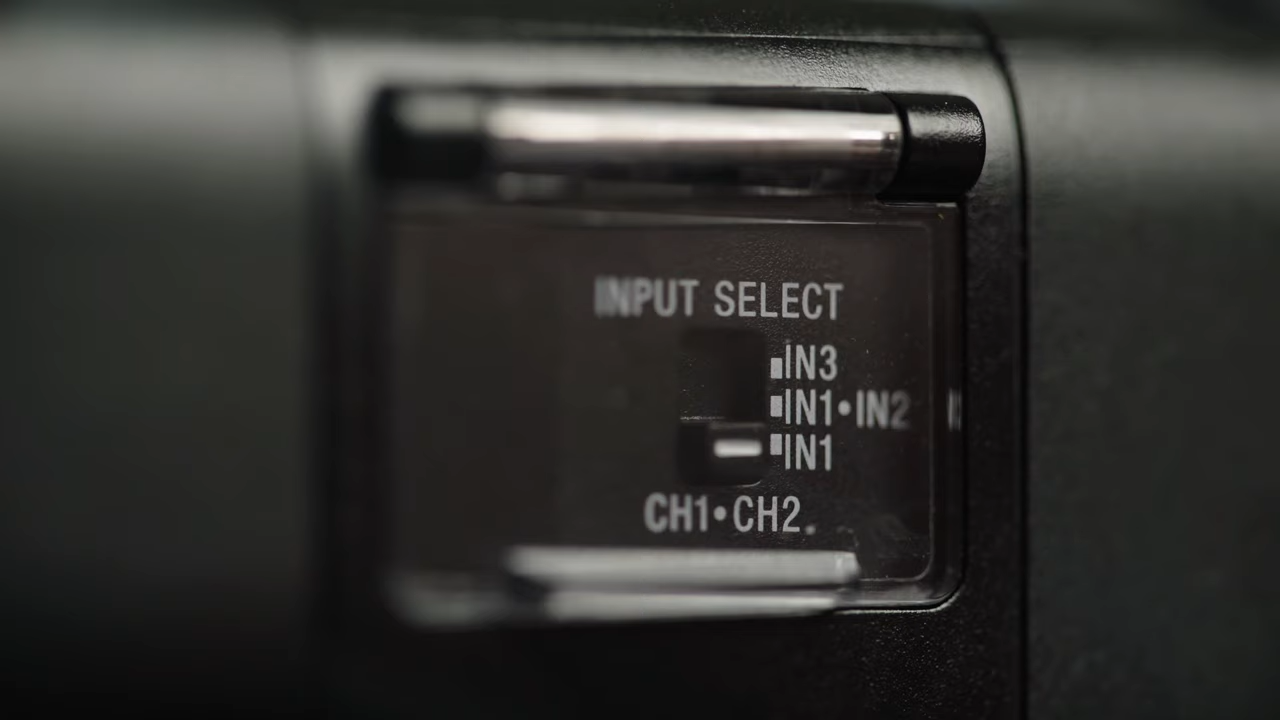 INPUT SELECT
IN3
IN1•IN2
IN1
CH1•CH2